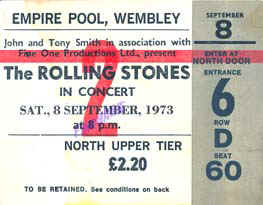 EMPIRE POOL, WEMBLEY
John and Tony Smith in association with
Fine One Productions Ltd., present
The ROLLING STONES
IN CONCERT
SAT., 8 SEPTEMBER, 1973
at 8 p.m.
NORTH UPPER TIER
£2.20
TO BE RETAINED. See conditions on back
2
SEPTEMBER
8
ENTER AT
NORTH DOOR
ENTRANCE
6
ROW
D
SEAT
60